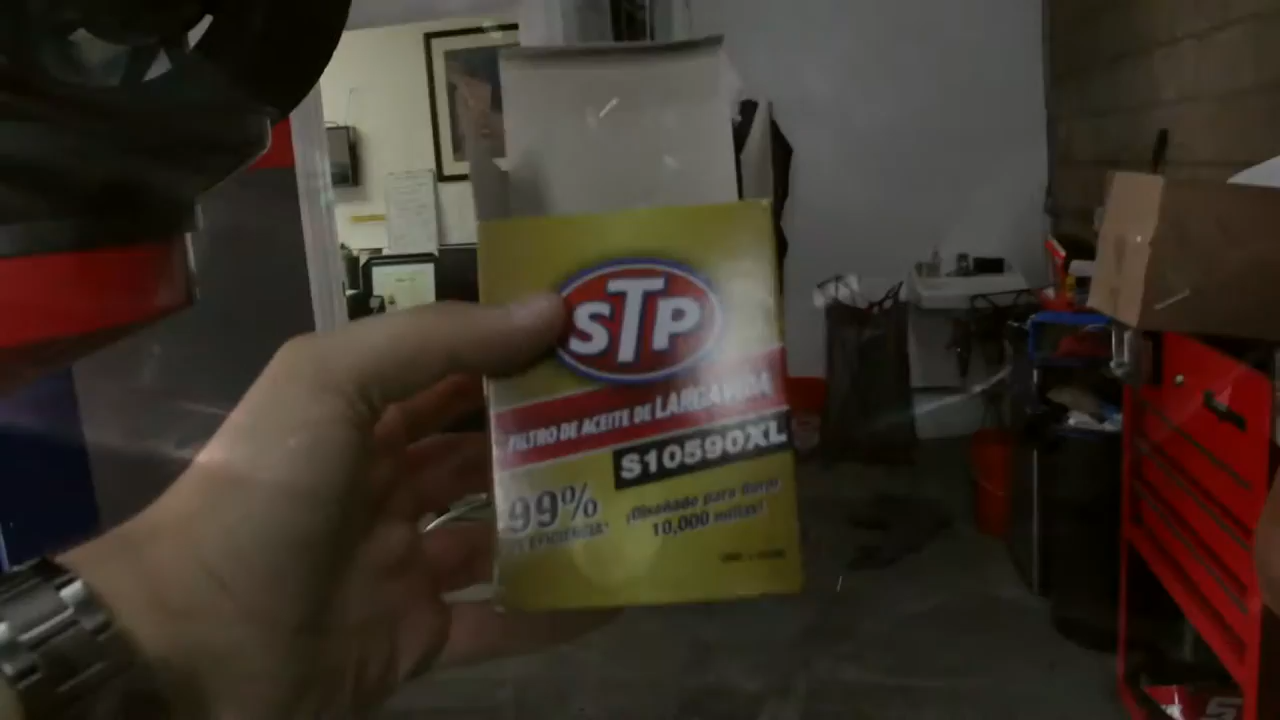 STP
FILTRO DE ACEITE DE LARGA VIDA
S10590XL
99%
¡Diseñado para durar
10,000 millas!